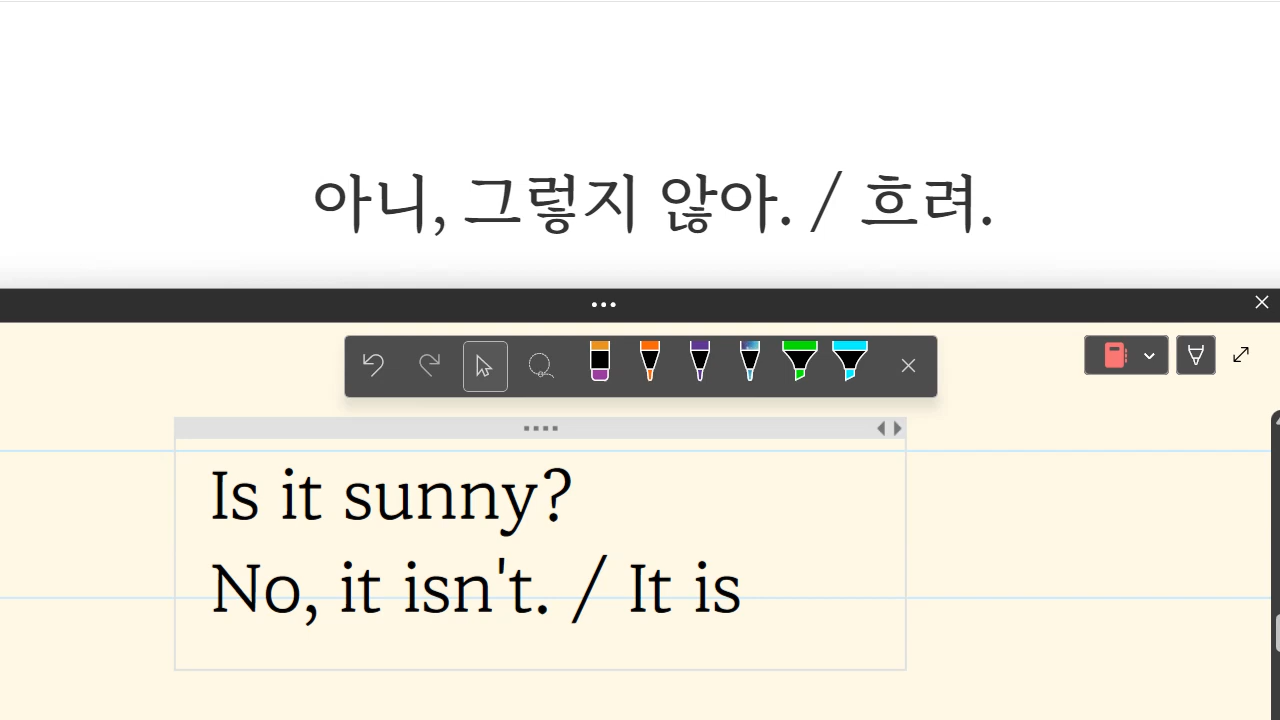 아니, 그렇지 않아. / 흐려.
Is it sunny?
No, it isn't. / It is